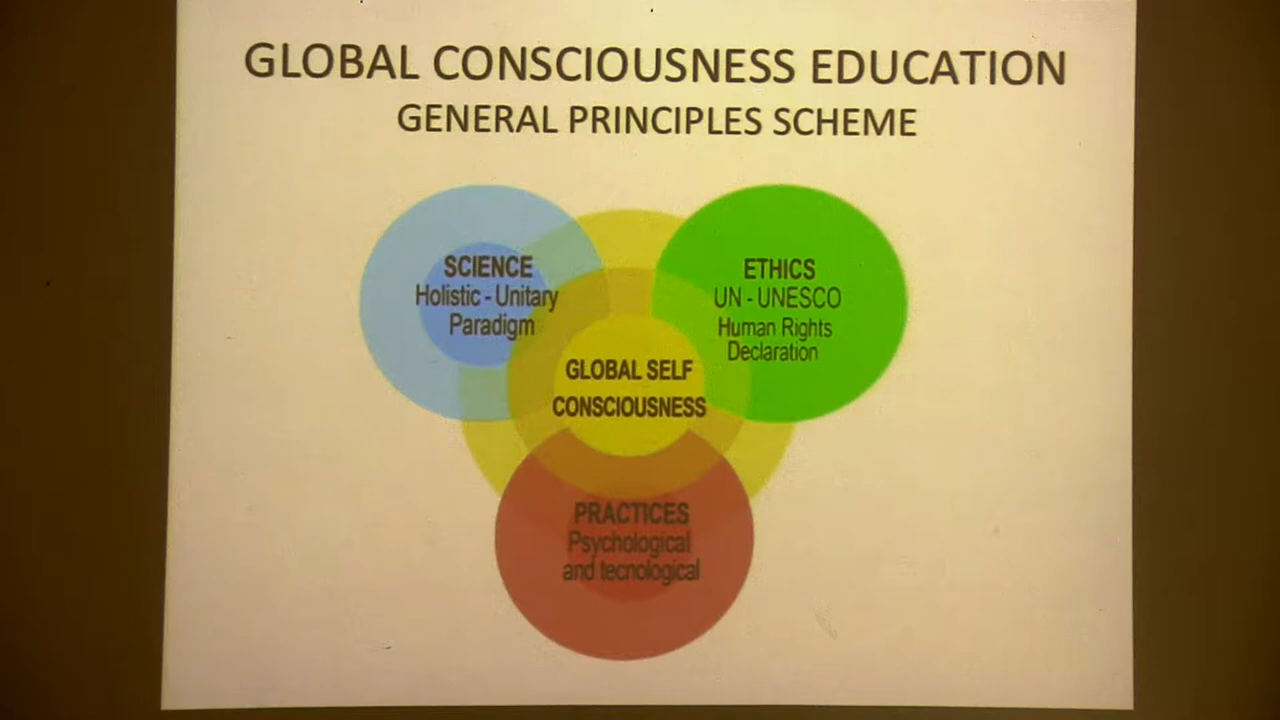 GLOBAL CONSCIOUSNESS EDUCATION
GENERAL PRINCIPLES SCHEME
SCIENCE
Holistic - Unitary
Paradigm
ETHICS
UN - UNESCO
Human Rights
Declaration
GLOBAL SELF
CONSCIOUSNESS
PRACTICES
Psychological
and tecnological